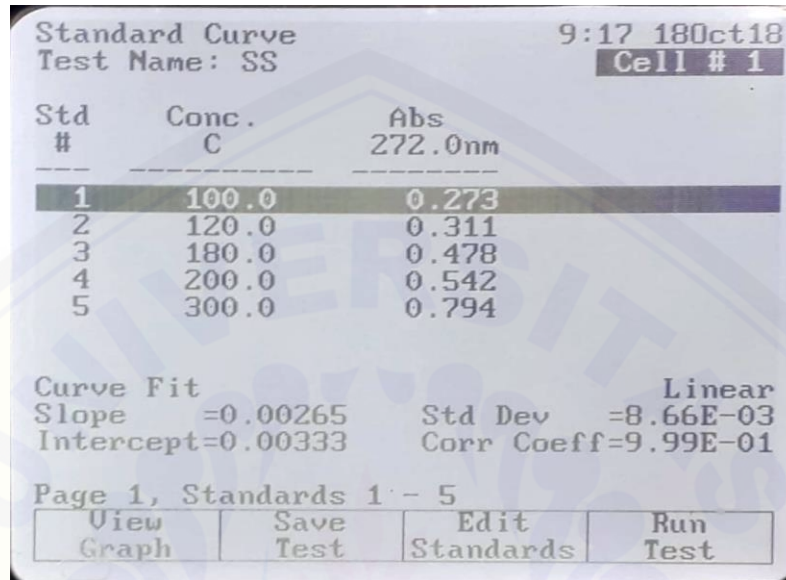 Standard Curve 9:17 18Oct18
Test Name: SS Cell # 1
Std Conc. Abs
# C 272.0nm
--- ---------- ---------
1 100.0 0.273
2 120.0 0.311
3 180.0 0.478
4 200.0 0.542
5 300.0 0.794
Curve Fit Linear
Slope =0.00265 Std Dev =8.66E-03
Intercept=0.00333 Corr Coeff=9.99E-01
Page 1, Standards 1 - 5
View Save Edit Run
Graph Test Standards Test
UNIVERSITAS